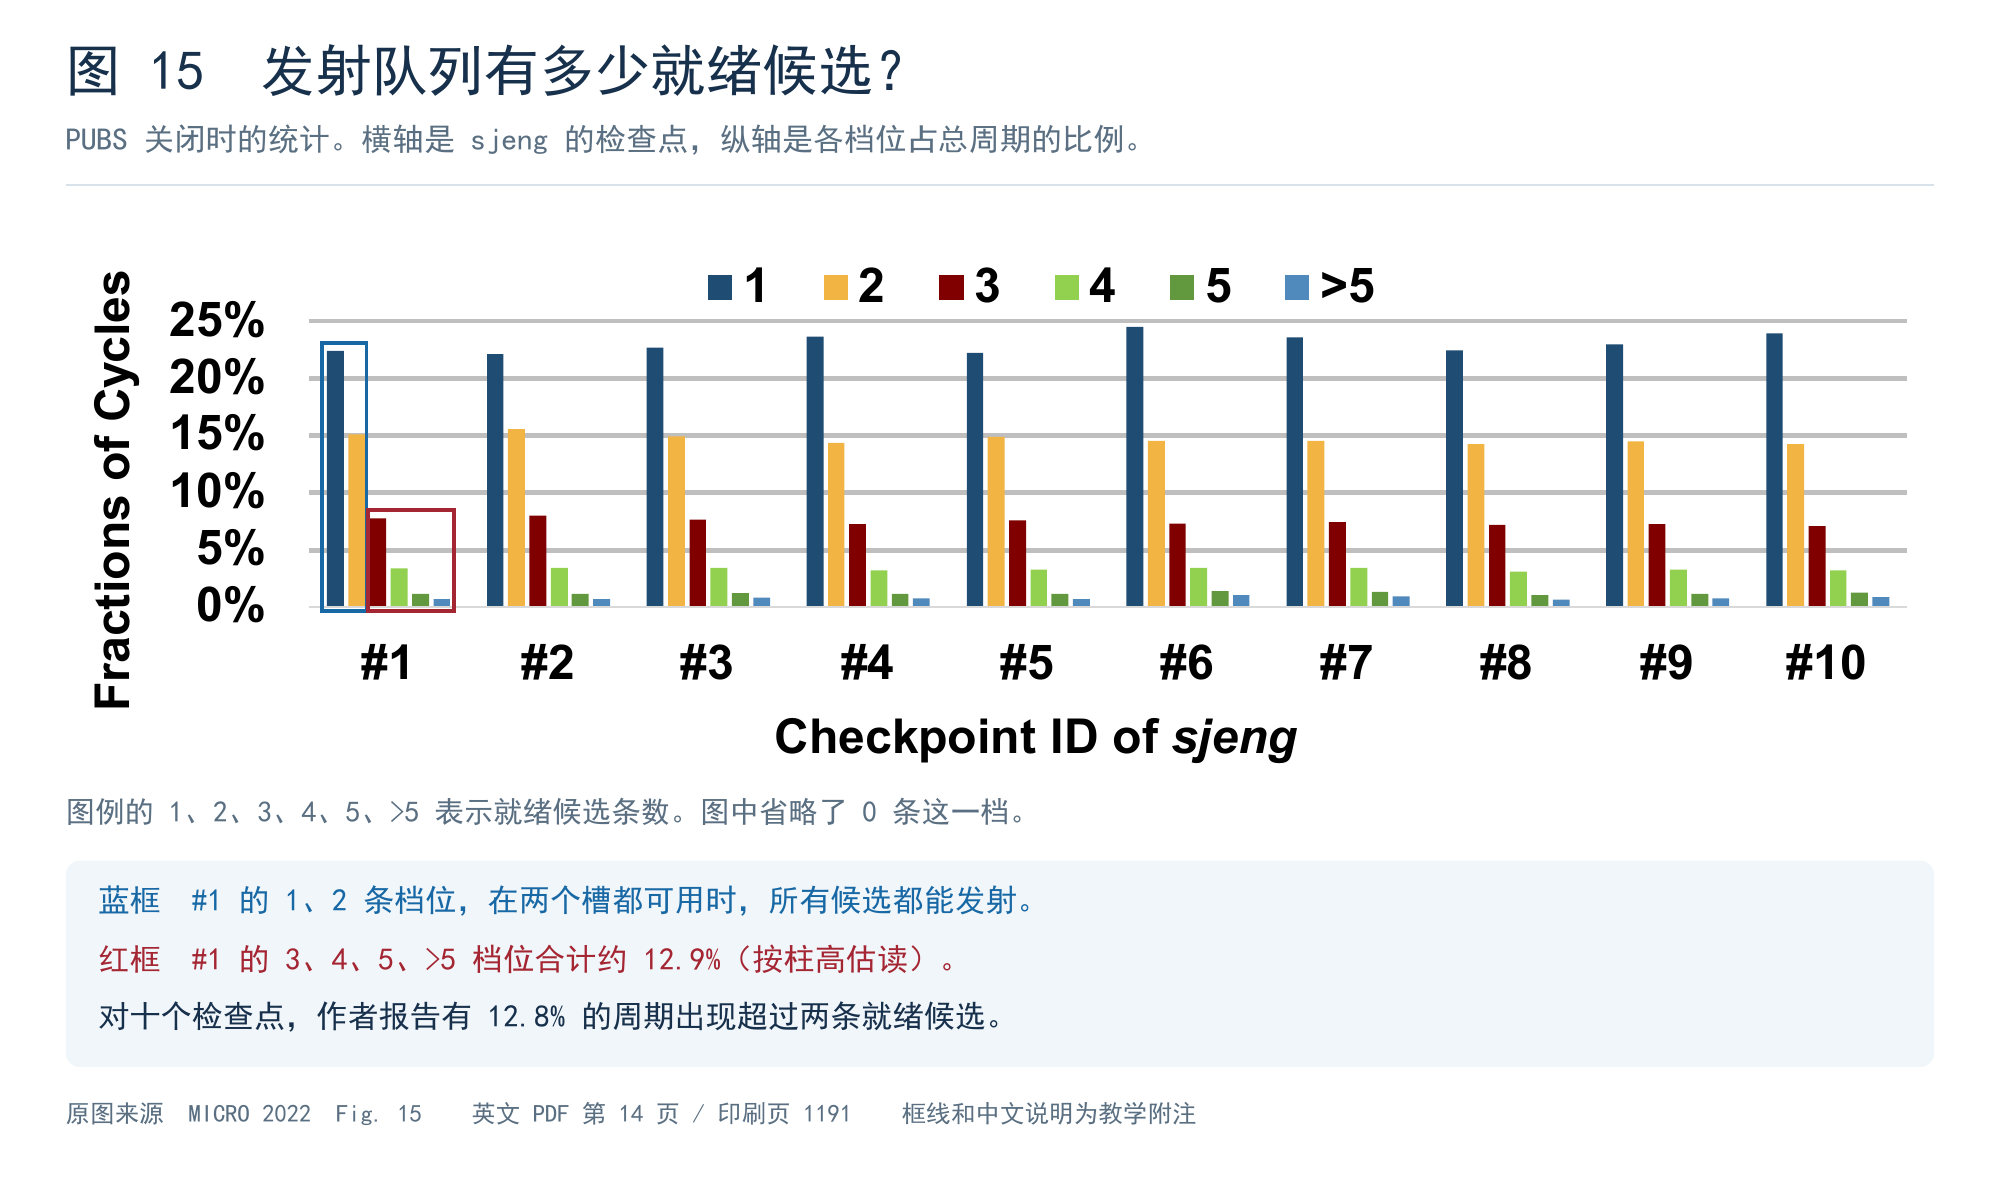 图 15 发射队列有多少就绪候选？
PUBS 关闭时的统计。横轴是 sjeng 的检查点，纵轴是各档位占总周期的比例。
1 2 3 4 5 >5
Fractions of Cycles
25%
20%
15%
10%
5%
0%
#1 #2 #3 #4 #5 #6 #7 #8 #9 #10
Checkpoint ID of sjeng
图例的 1、2、3、4、5、>5 表示就绪候选条数。图中省略了 0 条这一档。
蓝框 #1 的 1、2 条档位，在两个槽都可用时，所有候选都能发射。
红框 #1 的 3、4、5、>5 档位合计约 12.9%（按柱高估读）。
对十个检查点，作者报告有 12.8% 的周期出现超过两条就绪候选。
原图来源 MICRO 2022 Fig. 15 英文 PDF 第 14 页 / 印刷页 1191 框线和中文说明为教学附注